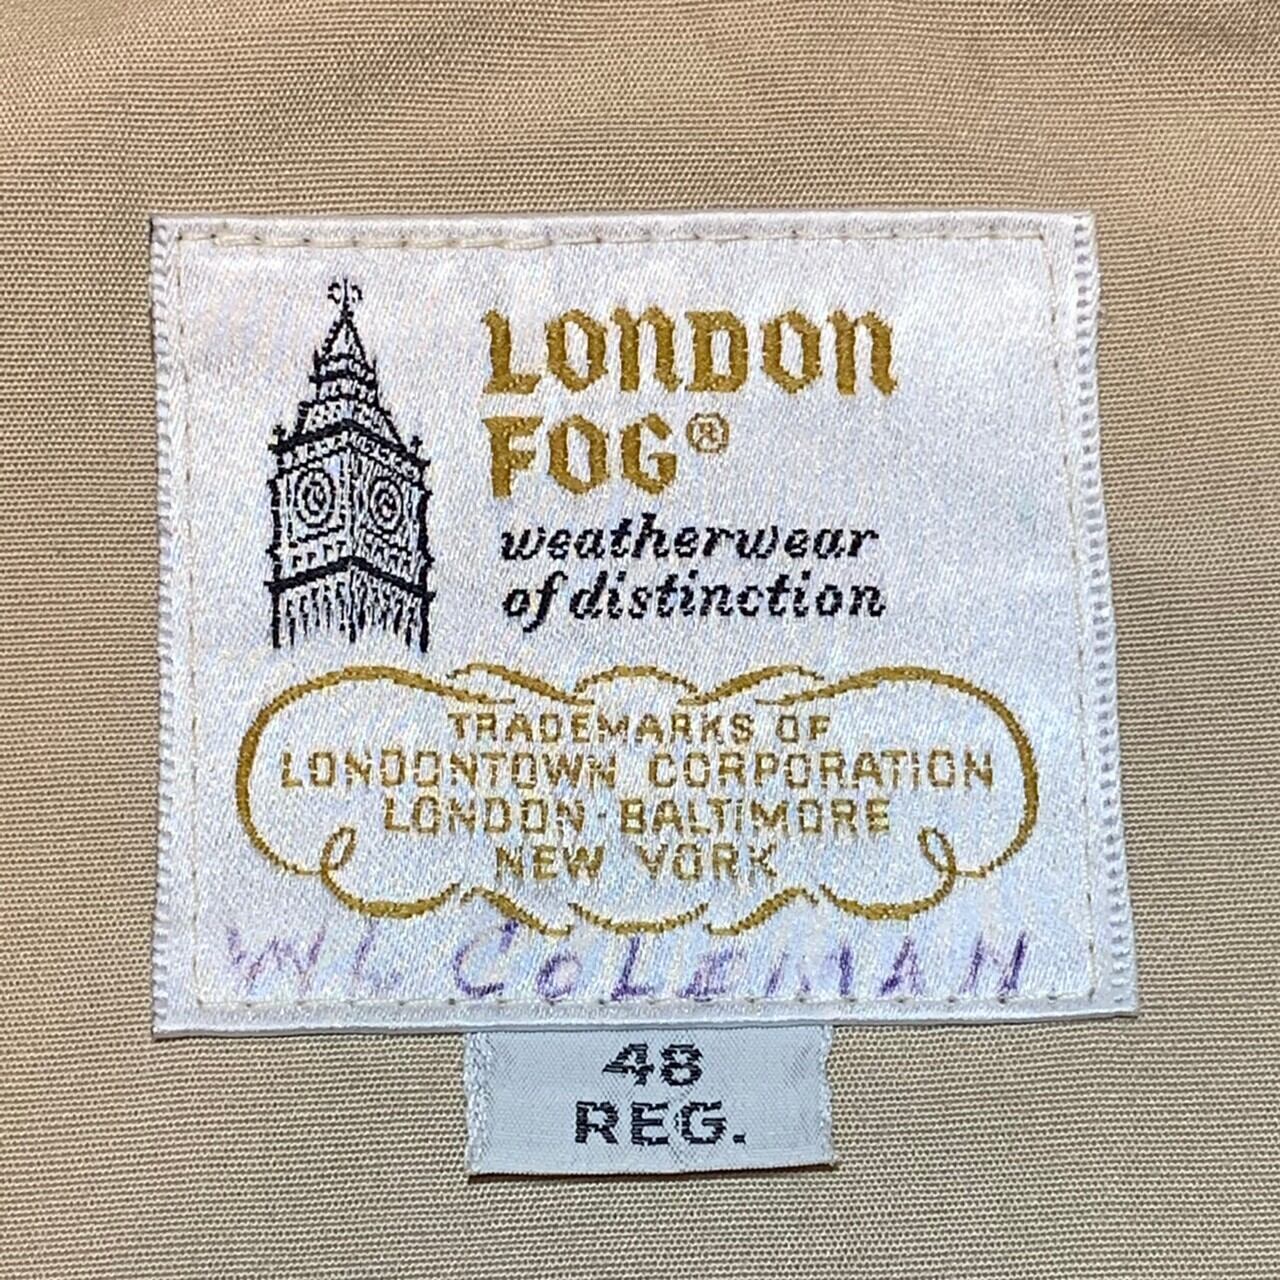 LONDON
FOG®
weatherwear
of distinction
TRADEMARKS OF
LONDONTOWN CORPORATION
LONDON · BALTIMORE
NEW YORK
WL COLEMAN
48
REG.